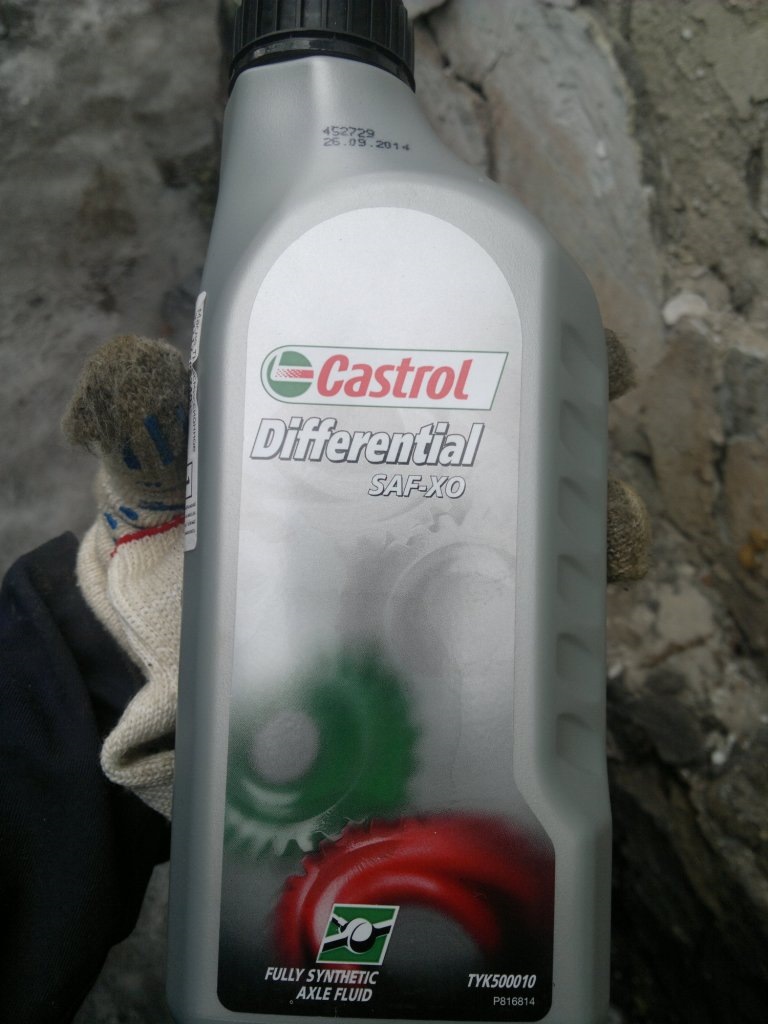 452729
26.09.2014
Castrol
Differential
SAF-XO
FULLY SYNTHETIC
AXLE FLUID
TYK500010
P816814